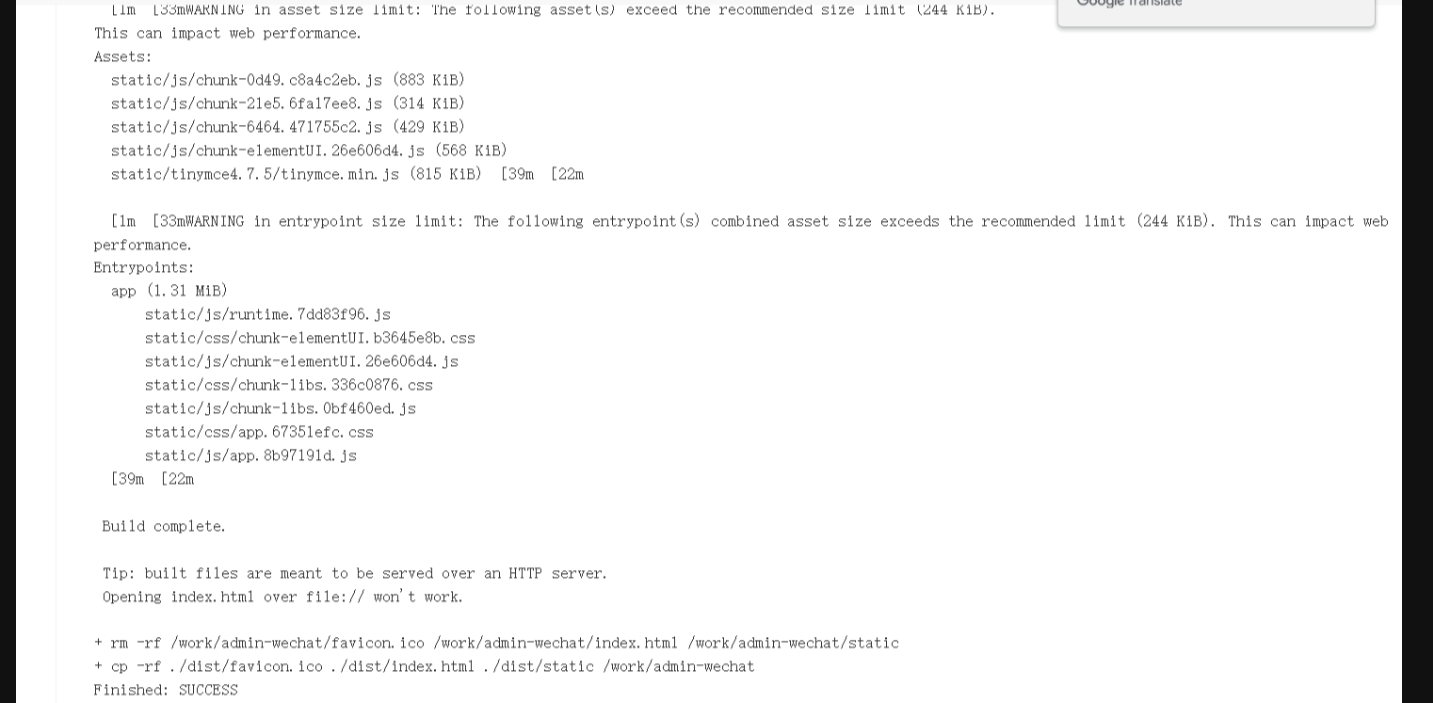 [1m  [33mWARNING in asset size limit: The following asset(s) exceed the recommended size limit (244 KiB).
Google Translate
This can impact web performance.
Assets:
static/js/chunk-0d49.c8a4c2eb.js (883 KiB)
static/js/chunk-21e5.6fa17ee8.js (314 KiB)
static/js/chunk-6464.471755c2.js (429 KiB)
static/js/chunk-elementUI.26e606d4.js (568 KiB)
static/tinymce4.7.5/tinymce.min.js (815 KiB)  [39m  [22m
[1m  [33mWARNING in entrypoint size limit: The following entrypoint(s) combined asset size exceeds the recommended limit (244 KiB). This can impact web
performance.
Entrypoints:
app (1.31 MiB)
static/js/runtime.7dd83f96.js
static/css/chunk-elementUI.b3645e8b.css
static/js/chunk-elementUI.26e606d4.js
static/css/chunk-libs.336c0876.css
static/js/chunk-libs.0bf460ed.js
static/css/app.67351efc.css
static/js/app.8b97191d.js
[39m  [22m
Build complete.
Tip: built files are meant to be served over an HTTP server.
Opening index.html over file:// won't work.
+ rm -rf /work/admin-wechat/favicon.ico /work/admin-wechat/index.html /work/admin-wechat/static
+ cp -rf ./dist/favicon.ico ./dist/index.html ./dist/static /work/admin-wechat
Finished: SUCCESS